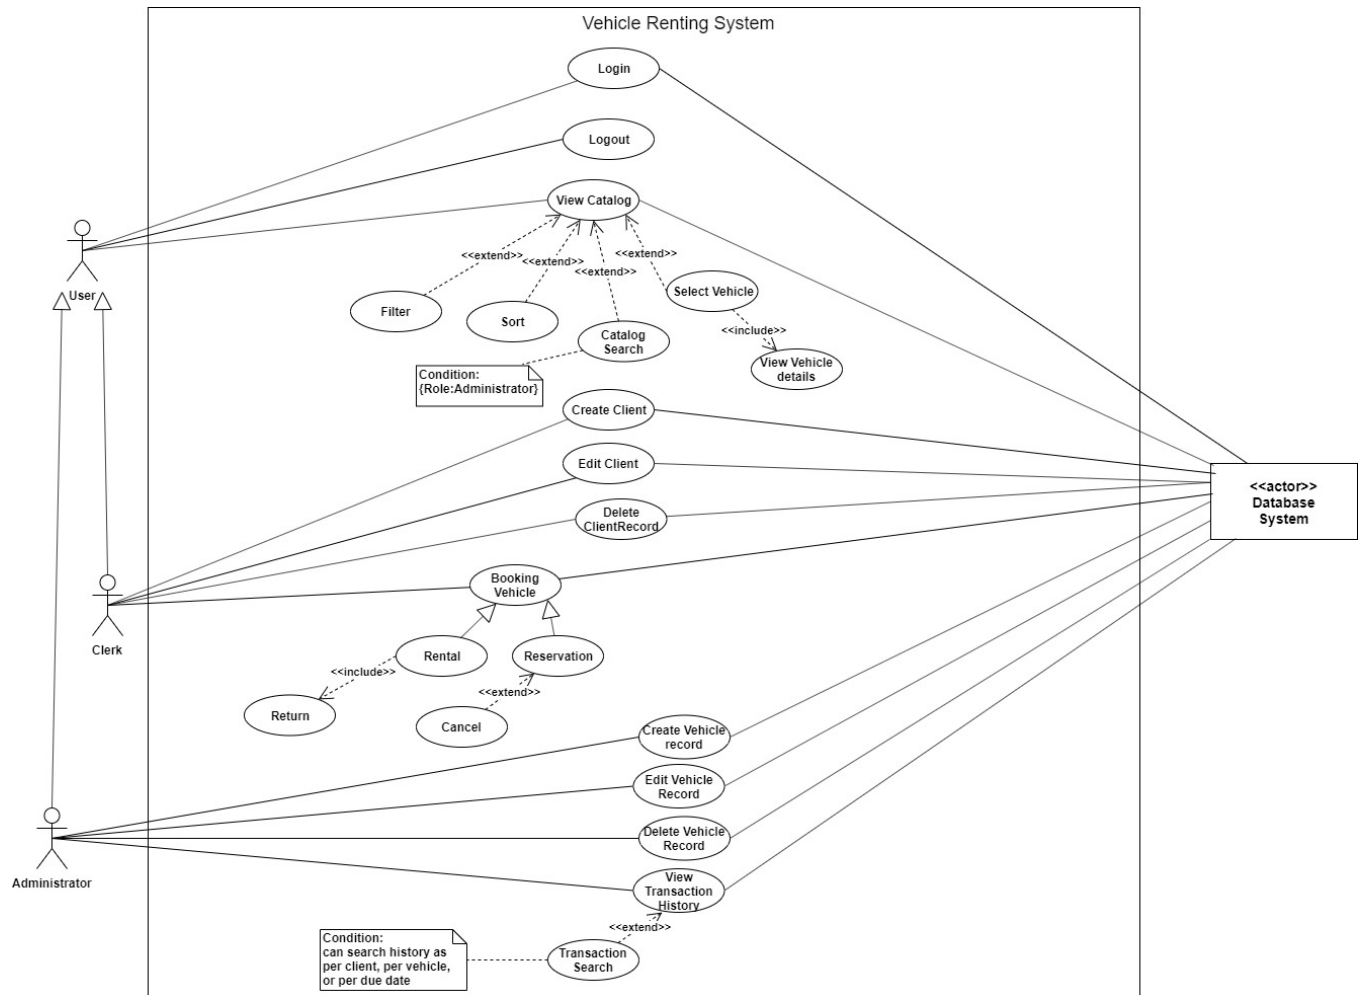 Vehicle Renting System
Login
Logout
View Catalog
<<extend>>
<<extend>>
<<extend>>
<<extend>>
User
Filter
Sort
Select Vehicle
Catalog
Search
<<include>>
View Vehicle
details
Condition:
{Role:Administrator}
Create Client
Edit Client
Delete
ClientRecord
<<actor>>
Database
System
Booking
Vehicle
Clerk
Rental
Reservation
<<include>>
<<extend>>
Return
Cancel
Create Vehicle
record
Edit Vehicle
Record
Delete Vehicle
Record
Administrator
View
Transaction
History
<<extend>>
Condition:
can search history as
per client, per vehicle,
or per due date
Transaction
Search